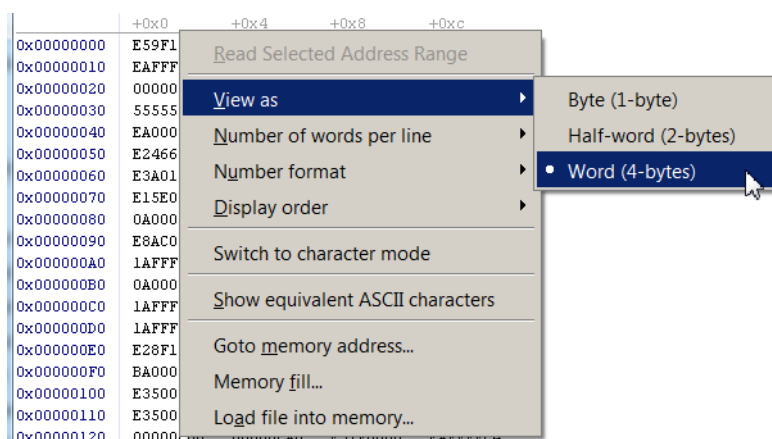 +0x0 +0x4 +0x8 +0xc
0x00000000 E59F1
0x00000010 EAFFF
0x00000020 00000
0x00000030 55555
0x00000040 EA000
0x00000050 E2466
0x00000060 E3A01
0x00000070 E15E0
0x00000080 0A000
0x00000090 E8AC0
0x000000A0 1AFFF
0x000000B0 0A000
0x000000C0 1AFFF
0x000000D0 1AFFF
0x000000E0 E28F1
0x000000F0 BA000
0x00000100 E3500
0x00000110 E3500
0x00000120 00000
Read Selected Address Range
View as
Number of words per line
Number format
Display order
Switch to character mode
Show equivalent ASCII characters
Goto memory address...
Memory fill...
Load file into memory...
Byte (1-byte)
Half-word (2-bytes)
Word (4-bytes)